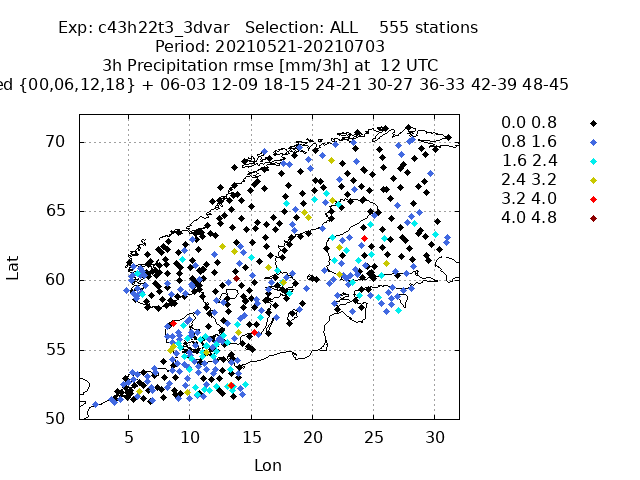 Exp: c43h22t3_3dvar   Selection: ALL    555 stations
Period: 20210521-20210703
3h Precipitation rmse [mm/3h] at  12 UTC
{00,06,12,18} + 06-03 12-09 18-15 24-21 30-27 36-33 42-39 48-45
0.0 0.8
0.8 1.6
1.6 2.4
2.4 3.2
3.2 4.0
4.0 4.8
70
65
60
55
50
Lat
5 10 15 20 25 30
Lon